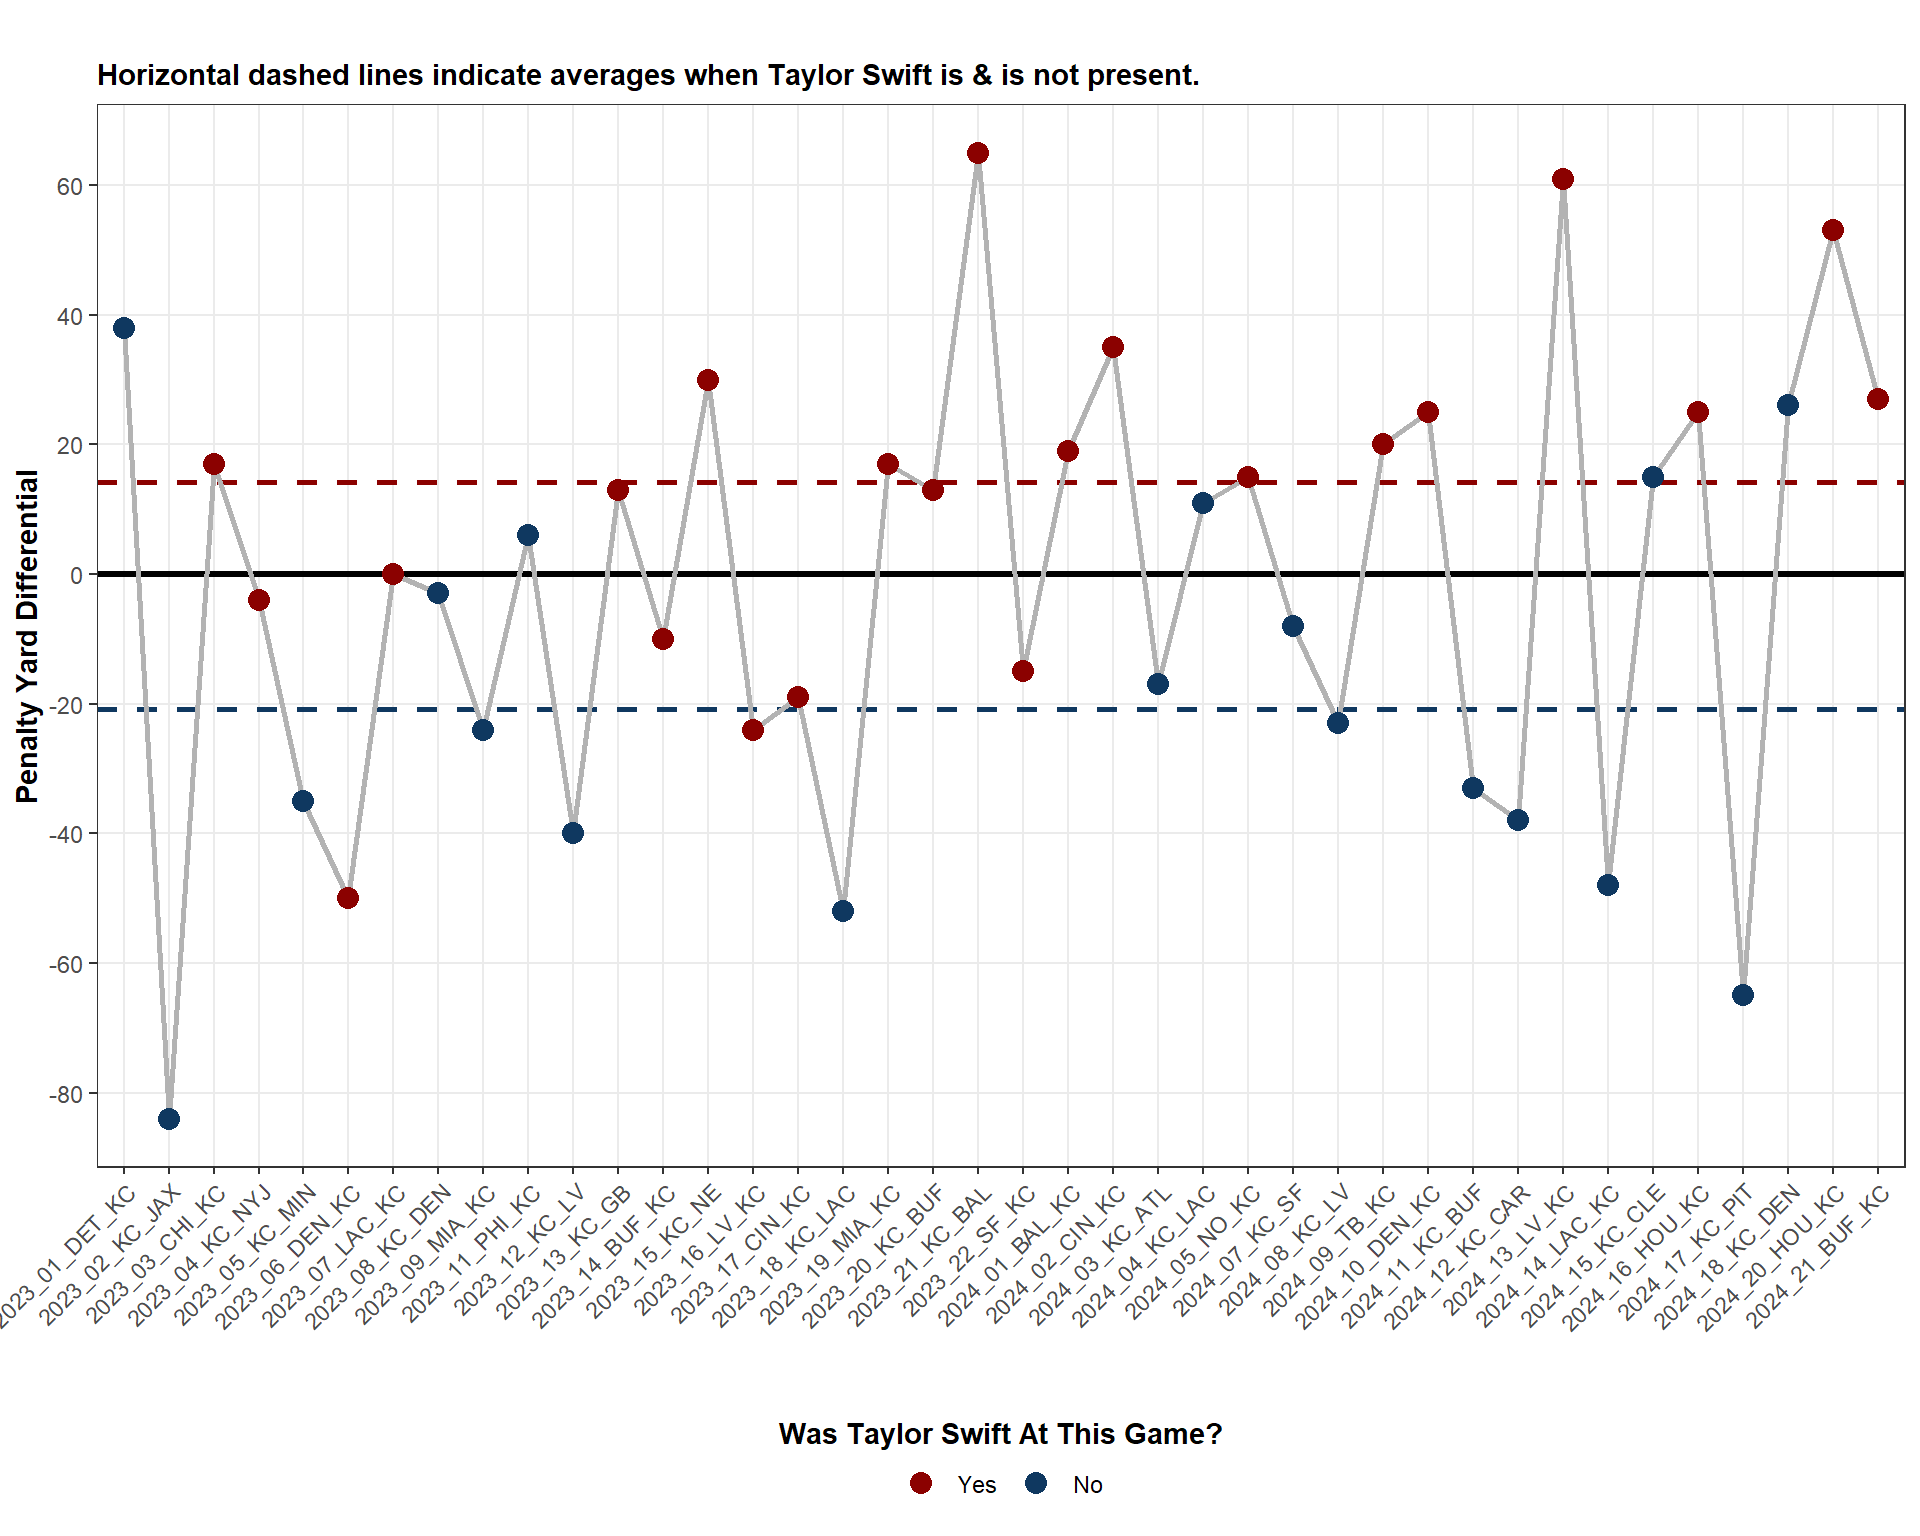 Horizontal dashed lines indicate averages when Taylor Swift is & is not present.
Penalty Yard Differential
60
40
20
0
-20
-40
-60
-80
2023_01_DET_KC
2023_02_KC_JAX
2023_03_CHI_KC
2023_04_KC_NYJ
2023_05_KC_MIN
2023_06_DEN_KC
2023_07_LAC_KC
2023_08_KC_DEN
2023_09_MIA_KC
2023_11_PHI_KC
2023_12_KC_LV
2023_13_KC_GB
2023_14_BUF_KC
2023_15_KC_NE
2023_16_LV_KC
2023_17_CIN_KC
2023_18_KC_LAC
2023_19_MIA_KC
2023_20_KC_BUF
2023_21_KC_BAL
2023_22_SF_KC
2024_01_BAL_KC
2024_02_CIN_KC
2024_03_KC_ATL
2024_04_KC_LAC
2024_05_NO_KC
2024_07_KC_SF
2024_08_KC_LV
2024_09_TB_KC
2024_10_DEN_KC
2024_11_KC_BUF
2024_12_KC_CAR
2024_13_LV_KC
2024_14_LAC_KC
2024_15_KC_CLE
2024_16_HOU_KC
2024_17_KC_PIT
2024_18_KC_DEN
2024_20_HOU_KC
2024_21_BUF_KC
Was Taylor Swift At This Game?
Yes No